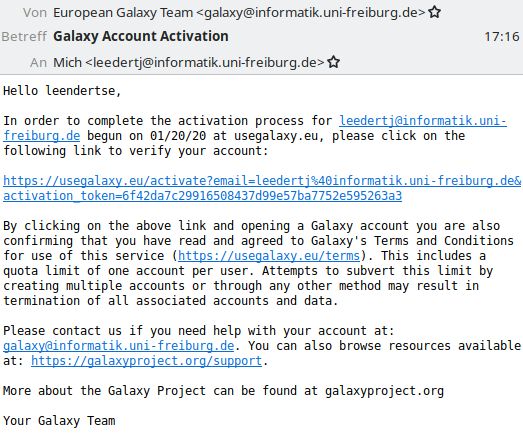 Von European Galaxy Team <galaxy@informatik.uni-freiburg.de>
Betreff Galaxy Account Activation 17:16
An Mich <leedertj@informatik.uni-freiburg.de>
Hello leendertse,
In order to complete the activation process for leedertj@informatik.uni-
freiburg.de begun on 01/20/20 at usegalaxy.eu, please click on the
following link to verify your account:
https://usegalaxy.eu/activate?email=leedertj%40informatik.uni-freiburg.de&
activation_token=6f42da7c29916508437d99e57ba7752e595263a3
By clicking on the above link and opening a Galaxy account you are also
confirming that you have read and agreed to Galaxy's Terms and Conditions
for use of this service (https://usegalaxy.eu/terms). This includes a
quota limit of one account per user. Attempts to subvert this limit by
creating multiple accounts or through any other method may result in
termination of all associated accounts and data.
Please contact us if you need help with your account at:
galaxy@informatik.uni-freiburg.de. You can also browse resources available
at: https://galaxyproject.org/support.
More about the Galaxy Project can be found at galaxyproject.org
Your Galaxy Team